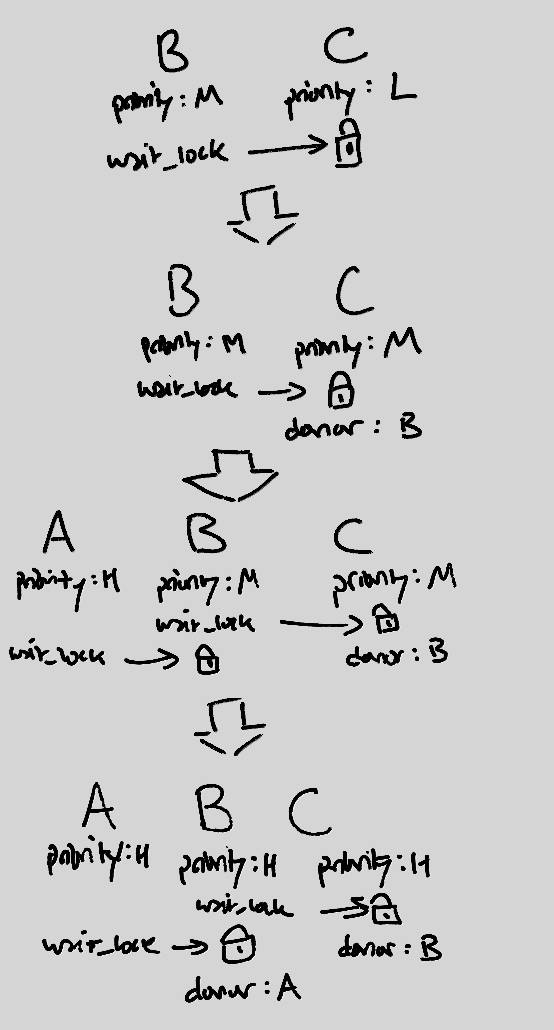 B C
priority : M priority : L
wait_lock
B C
priority : M priority : M
wait_lock
donor : B
A B C
priority : H priority : M priority : M
wait_lock
wait_lock donor : B
A B C
priority : H priority : H priority : H
wait_lock
wait_lock donor : B
donor : A